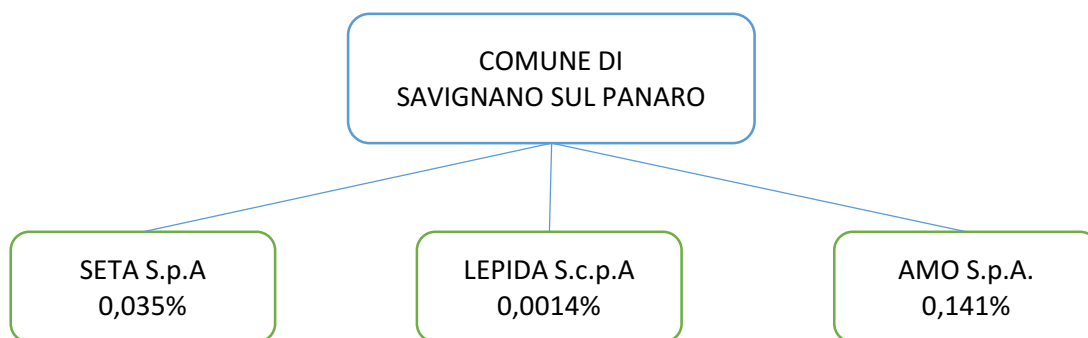 COMUNE DI
SAVIGNANO SUL PANARO
SETA S.p.A
0,035%
LEPIDA S.c.p.A
0,0014%
AMO S.p.A.
0,141%